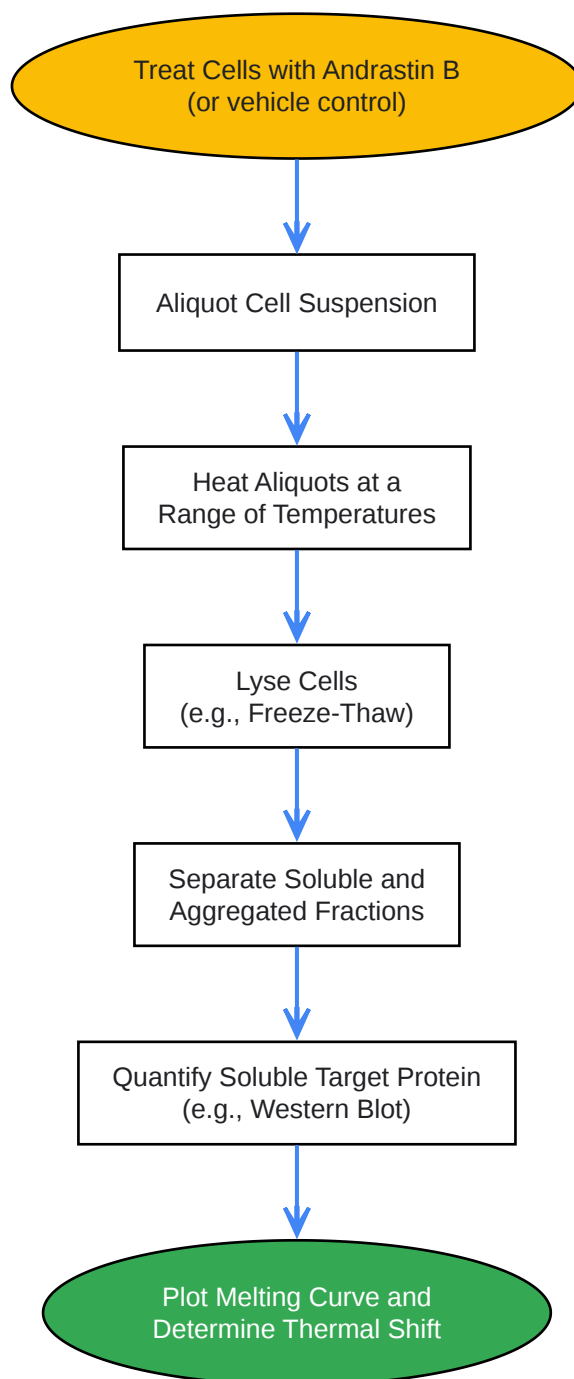 Treat Cells with Andrastin B
(or vehicle control)
Aliquot Cell Suspension
Heat Aliquots at a
Range of Temperatures
Lyse Cells
(e.g., Freeze-Thaw)
Separate Soluble and
Aggregated Fractions
Quantify Soluble Target Protein
(e.g., Western Blot)
Plot Melting Curve and
Determine Thermal Shift